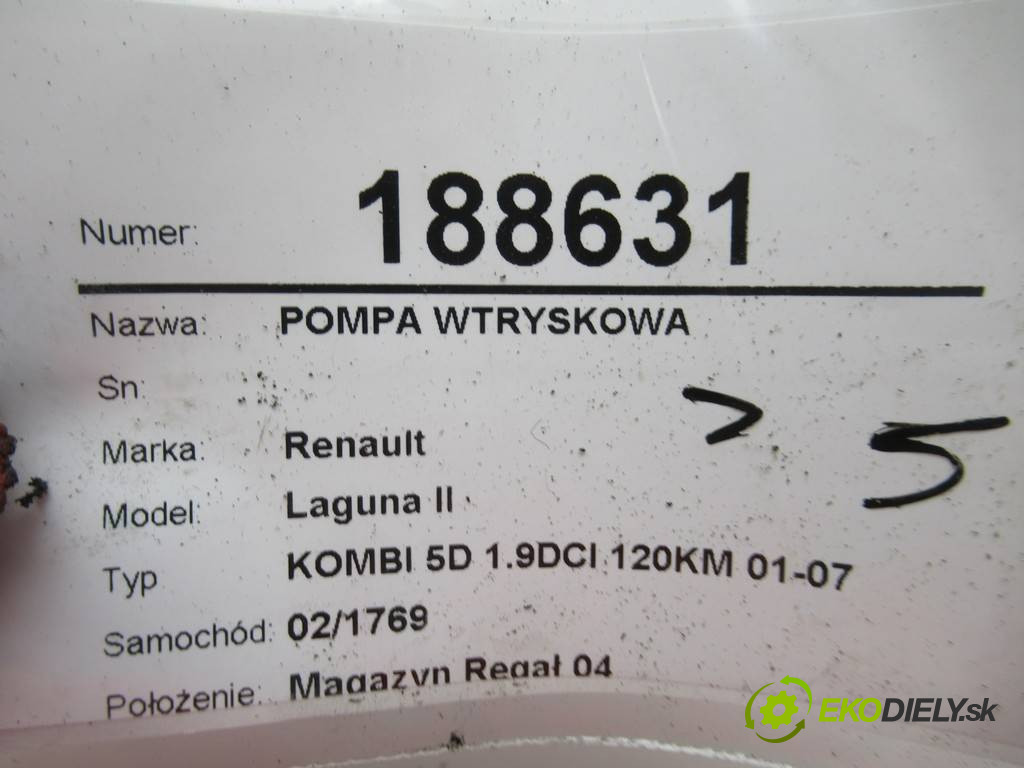 Numer: 188631
Nazwa: POMPA WTRYSKOWA
Sn:
Marka: Renault
Model: Laguna II
Typ KOMBI 5D 1.9DCI 120KM 01-07
Samochód: 02/1769
Położenie: Magazyn Regał 04
> 5
EKODIELY.sk